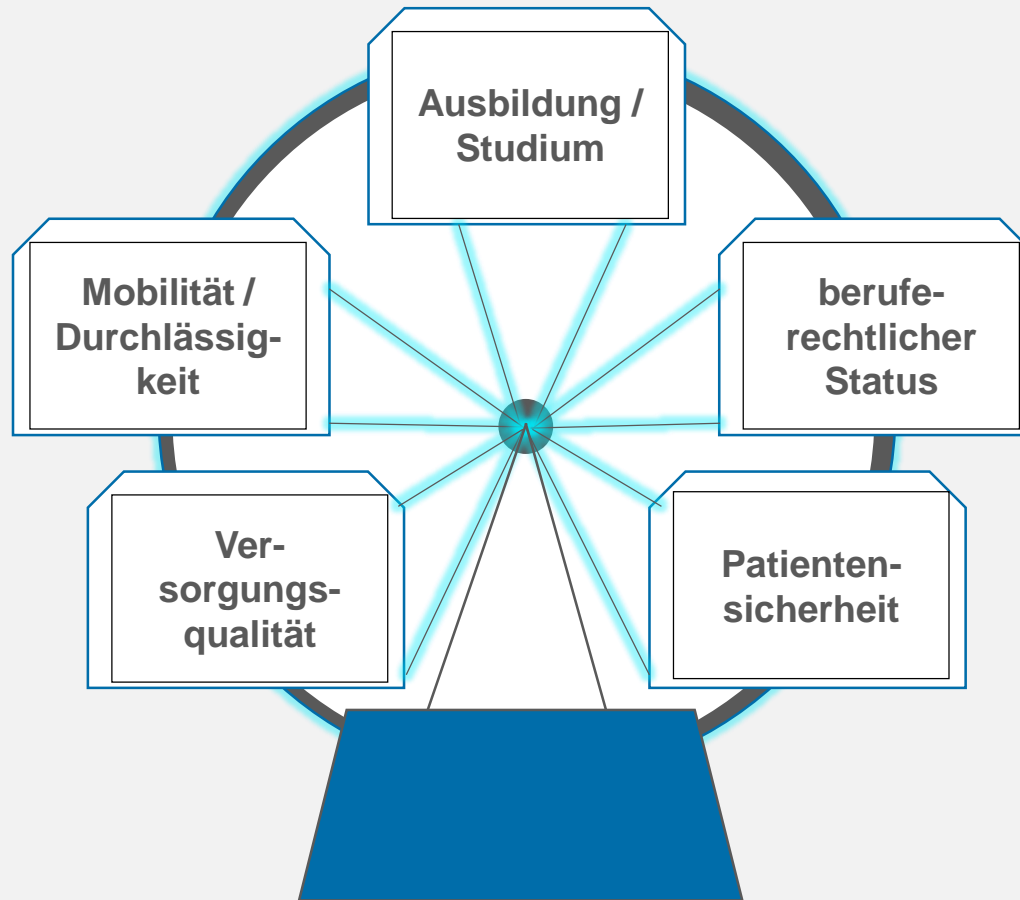 Ausbildung /
Studium
Mobilität /
Durchlässig-
keit
berufe-
rechtlicher
Status
Ver-
sorgungs-
qualität
Patienten-
sicherheit